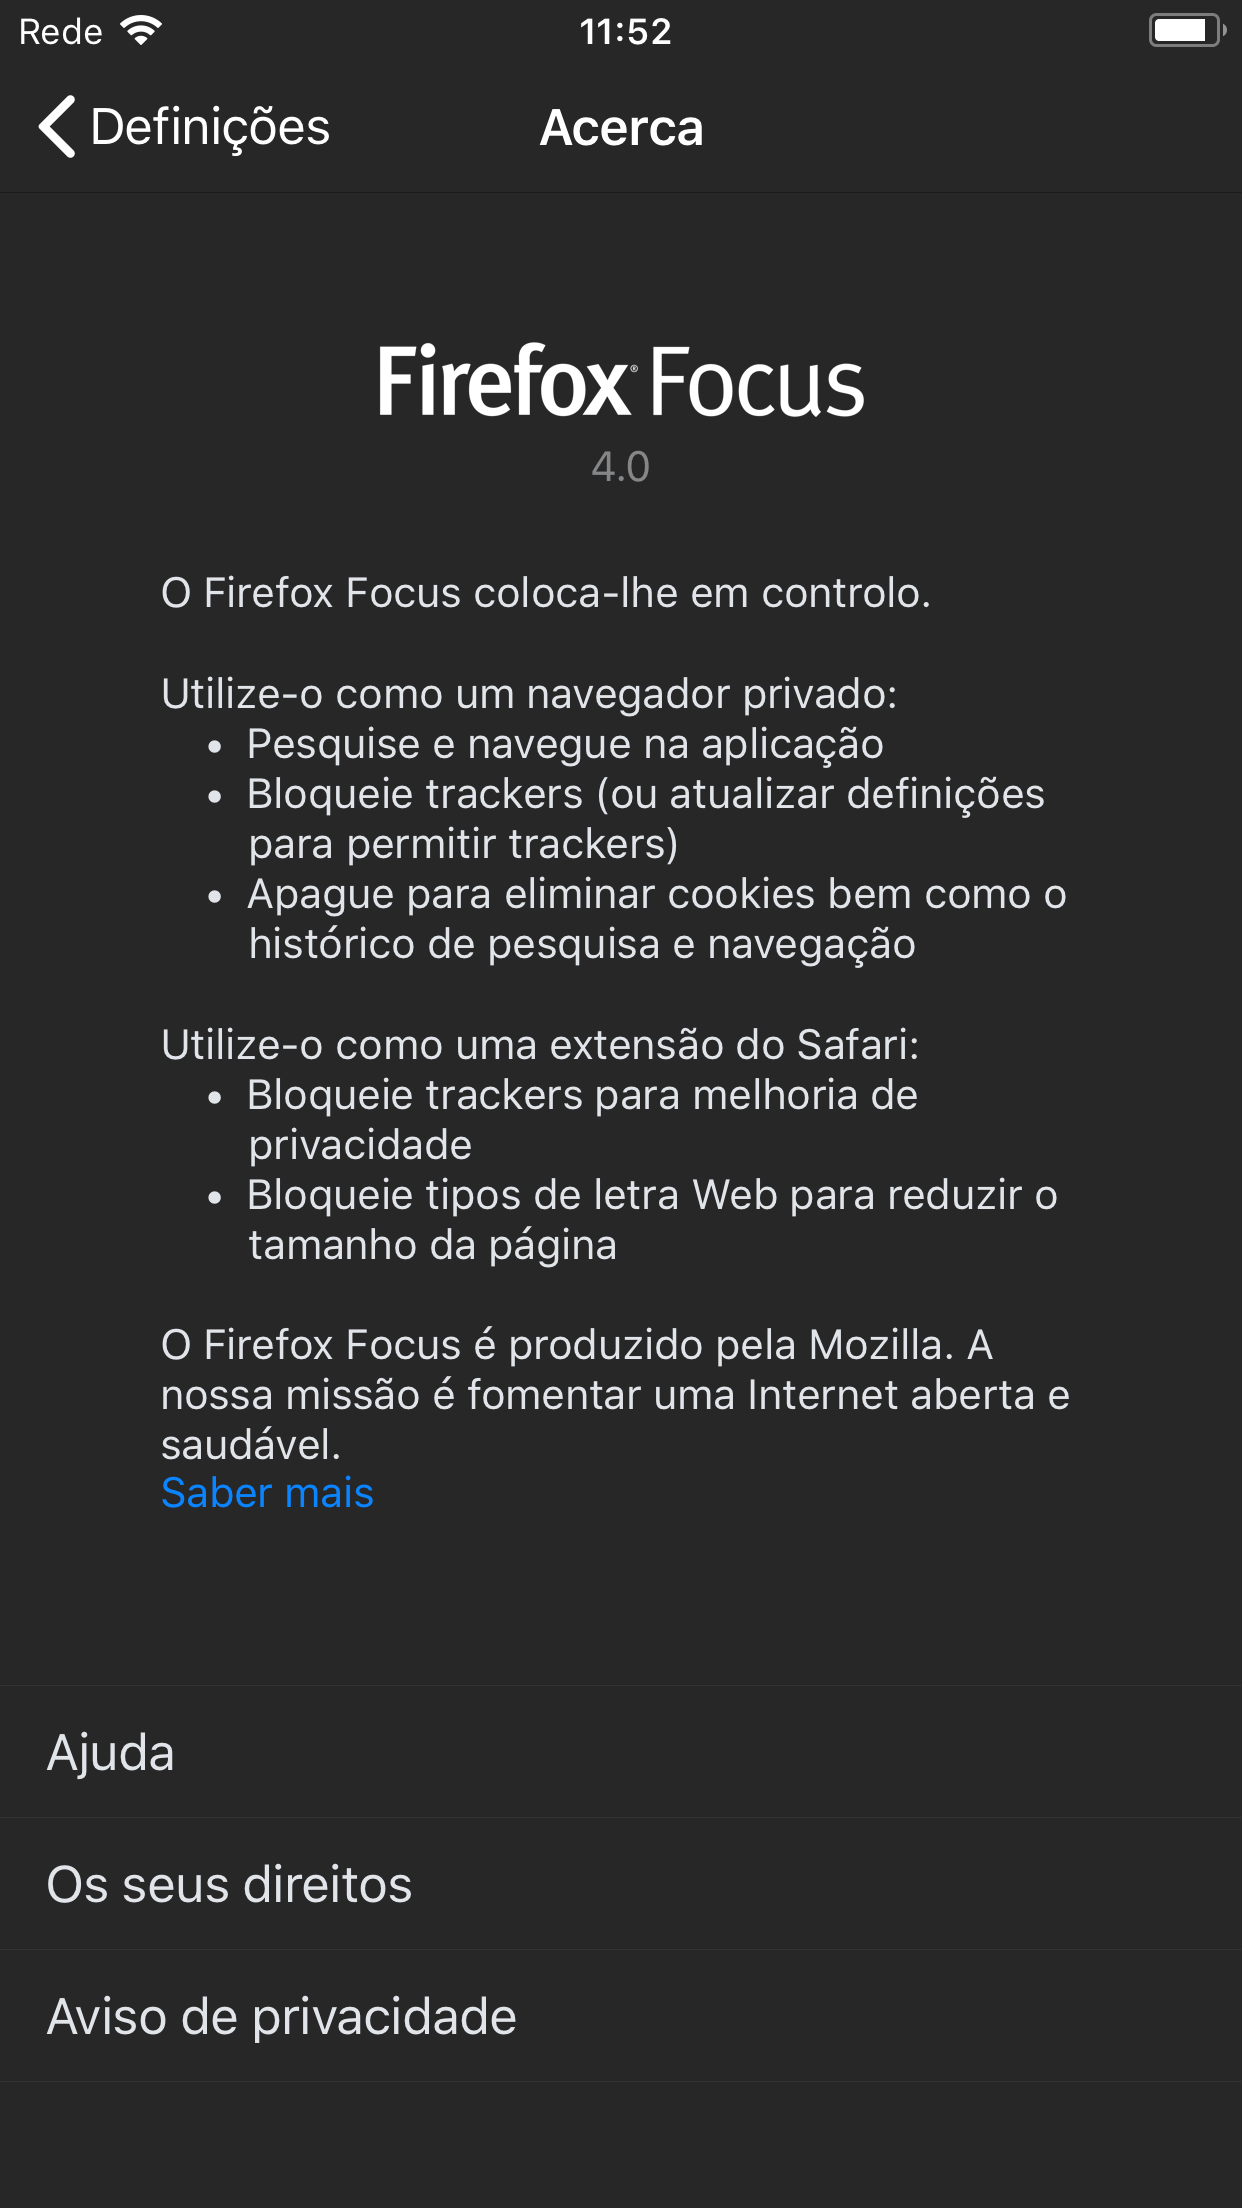 Rede
11:52
Definições
Acerca
Firefox® Focus
4.0
O Firefox Focus coloca-lhe em controlo.
Utilize-o como um navegador privado:
• Pesquise e navegue na aplicação
• Bloqueie trackers (ou atualizar definições
para permitir trackers)
• Apague para eliminar cookies bem como o
histórico de pesquisa e navegação
Utilize-o como uma extensão do Safari:
• Bloqueie trackers para melhoria de
privacidade
• Bloqueie tipos de letra Web para reduzir o
tamanho da página
O Firefox Focus é produzido pela Mozilla. A
nossa missão é fomentar uma Internet aberta e
saudável.
Saber mais
Ajuda
Os seus direitos
Aviso de privacidade